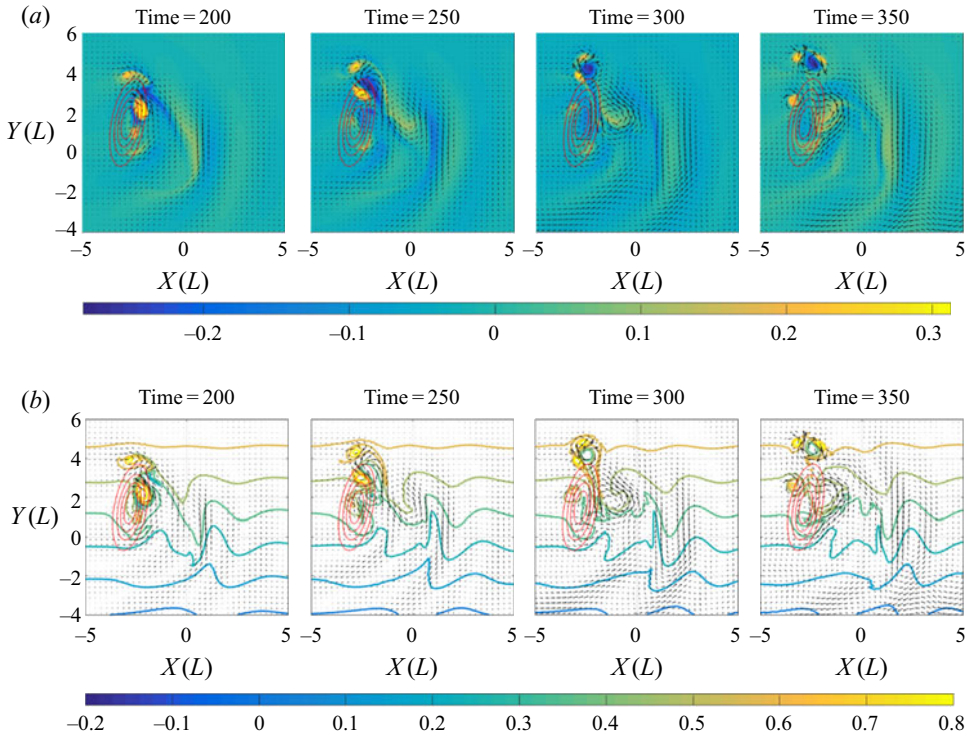 (a) Time = 200 Time = 250 Time = 300 Time = 350
6
4
2
Y(L)
0
−2
−4
−5 0 5 −5 0 5 −5 0 5 −5 0 5
X(L) X(L) X(L) X(L)
−0.2 −0.1 0 0.1 0.2 0.3
(b) Time = 200 Time = 250 Time = 300 Time = 350
6
4
2
Y(L)
0
−2
−4
−5 0 5 −5 0 5 −5 0 5 −5 0 5
X(L) X(L) X(L) X(L)
−0.2 −0.1 0 0.1 0.2 0.3 0.4 0.5 0.6 0.7 0.8